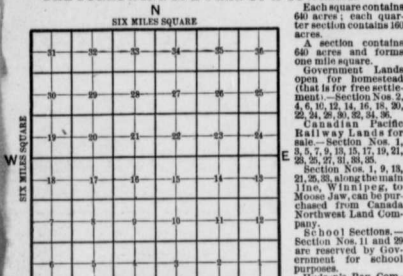 N
SIX MILES SQUARE
31 32 33 34 35 36
30 29 28 27 26 25
W SIX MILES SQUARE 19 20 21 22 23 24 E
18 17 16 15 14 13
10 11 12
6 5
Each square contains
640 acres; each quar-
ter section contains 160
acres.
A section contains
640 acres and forms
one mile square.
Government Lands
open for homestead
(that is for free settle-
ment).—Section Nos. 2,
4, 6, 10, 12, 14, 16, 18, 20,
22, 24, 28, 30, 32, 34, 36.
Canadian Pacific
Railway Lands for
sale.—Section Nos. 1,
3, 5, 7, 9, 13, 15, 17, 19, 21,
23, 25, 27, 31, 33, 35.
Section Nos. 1, 9, 13,
21, 25, 33, along the main
line, Winnipeg, to
Moose Jaw, can be pur-
chased from Canada
Northwest Land Com-
pany.
School Sections.—
Section Nos. 11 and 29
are reserved by Gov-
ernment for school
purposes.